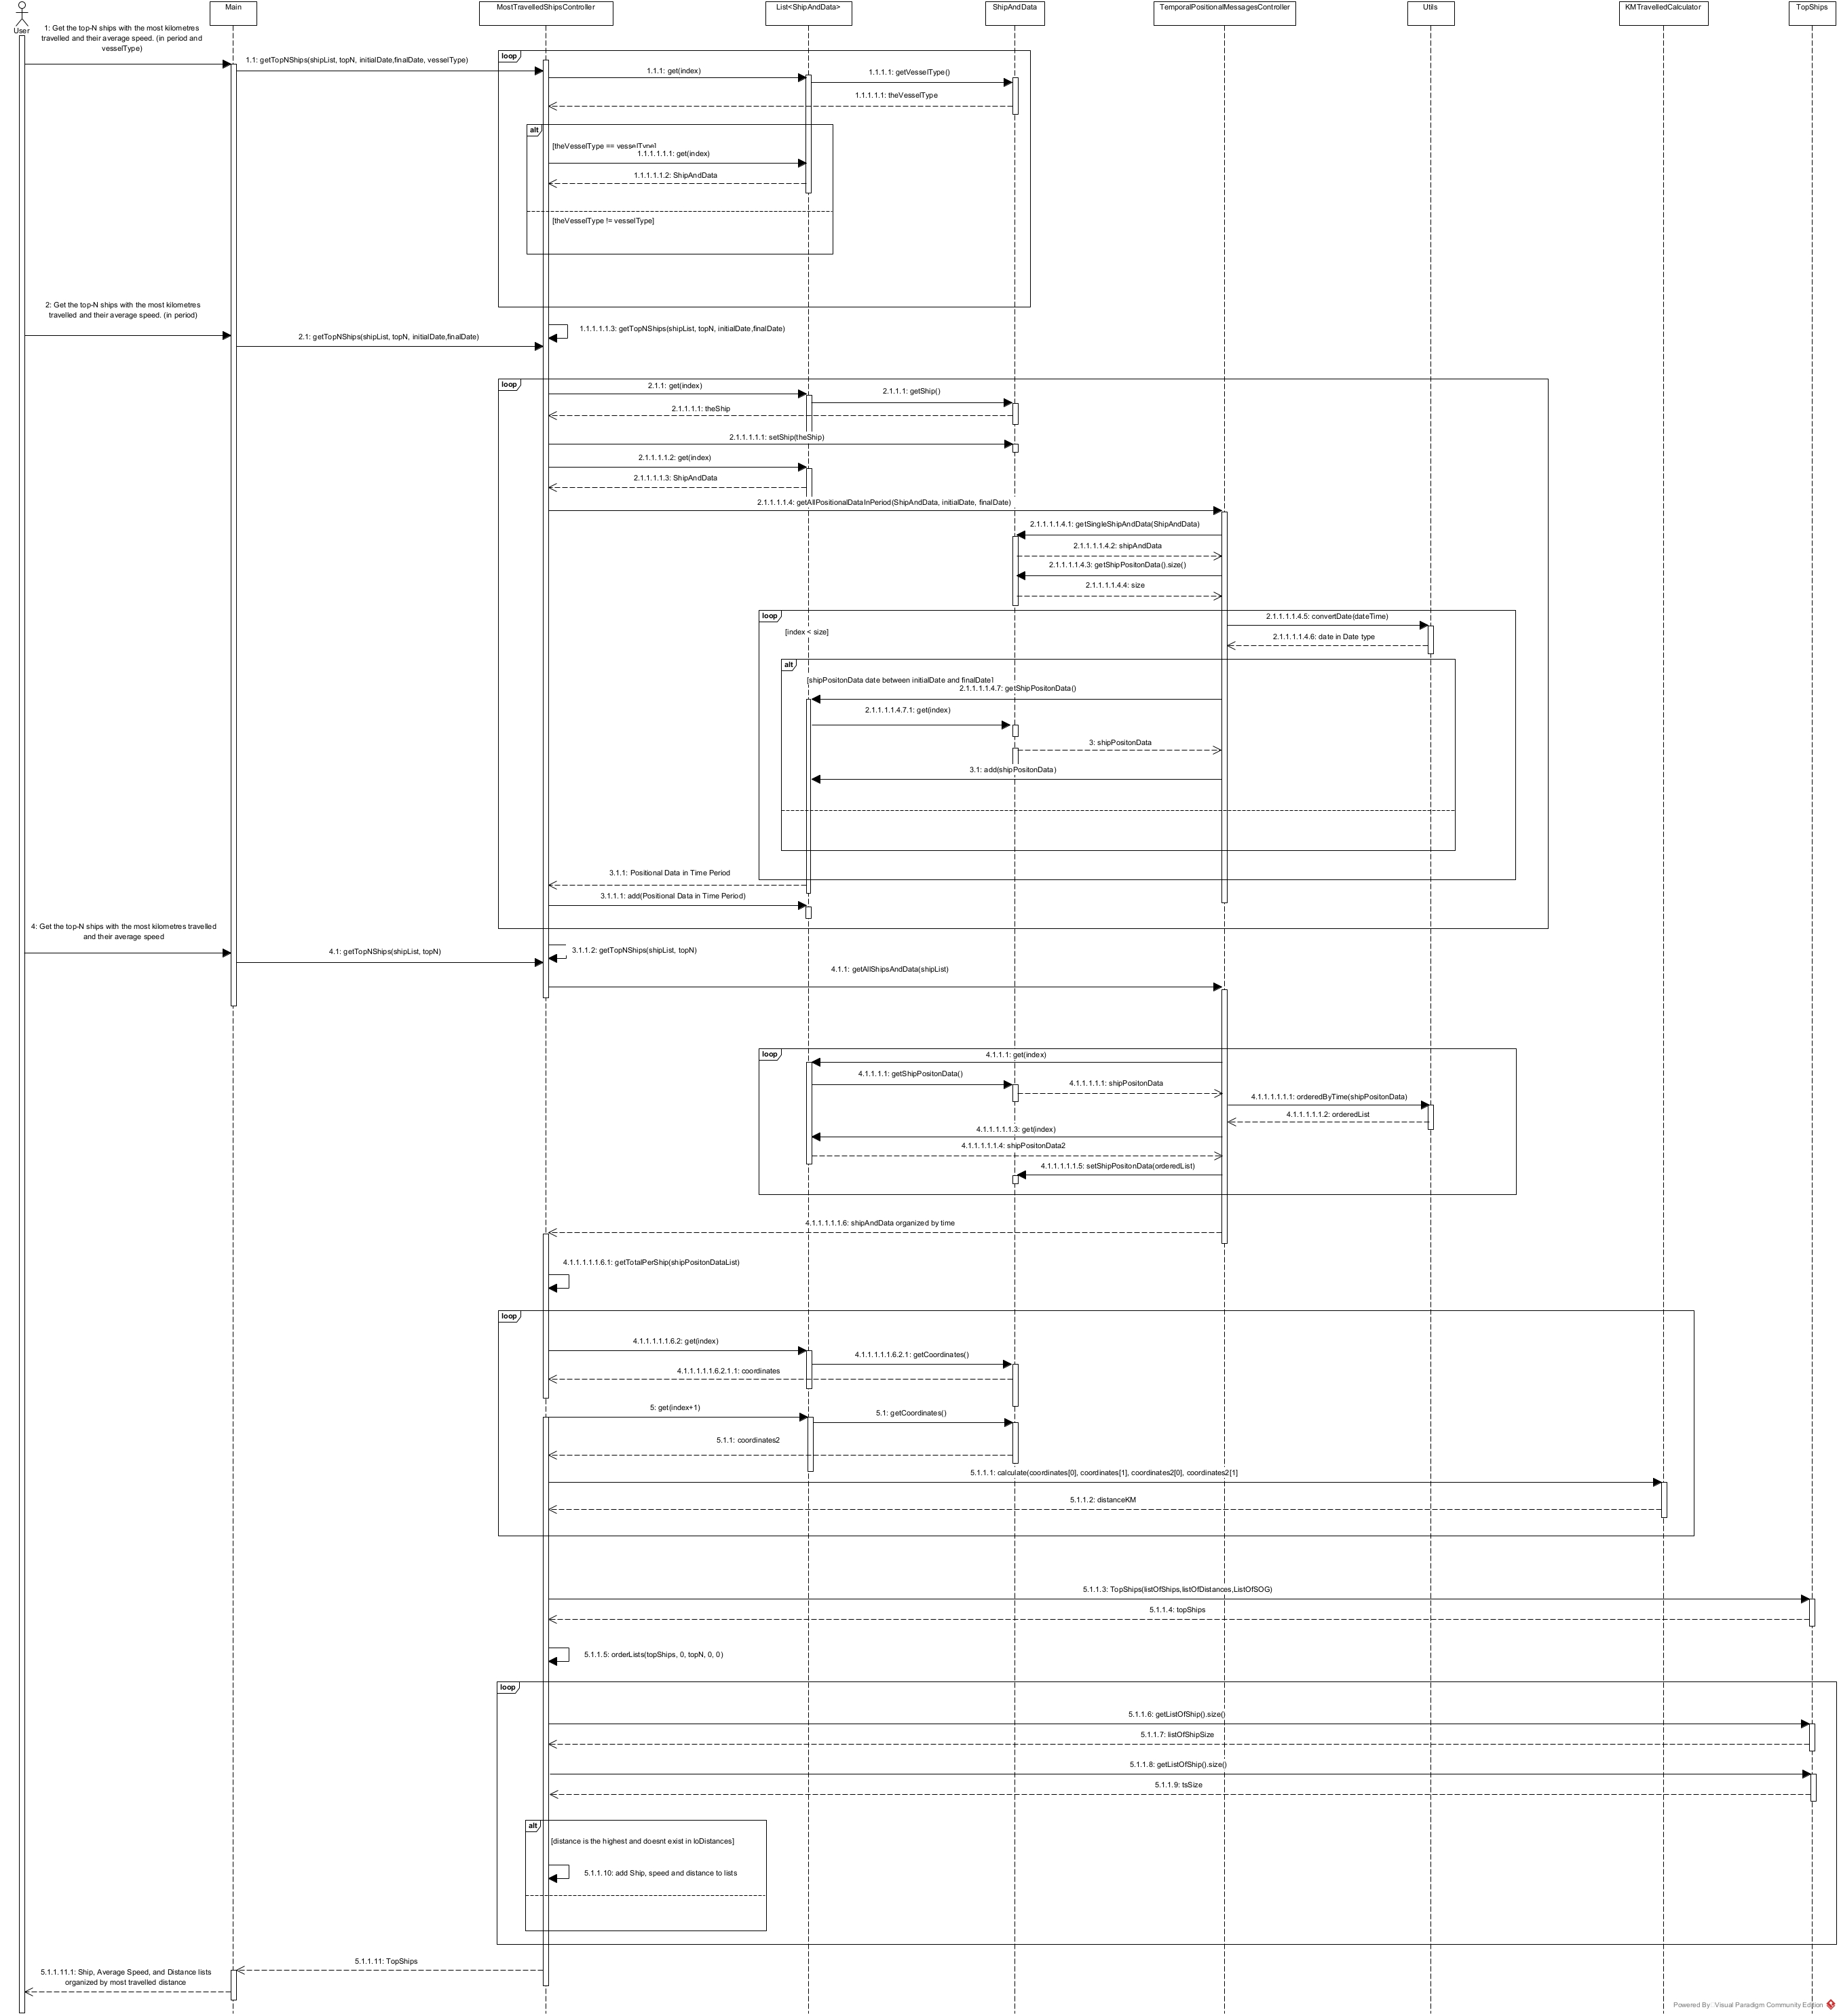 User
Main
MostTravelledShipsController
List<ShipAndData>
ShipAndData
TemporalPositionalMessagesController
Utils
KMTravelledCalculator
TopShips
1: Get the top-N ships with the most kilometres
travelled and their average speed. (in period and
vesselType)
1.1: getTopNShips(shipList, topN, initialDate,finalDate, vesselType)
loop
1.1.1: get(index)
1.1.1.1: getVesselType()
1.1.1.1.1: theVesselType
alt
[theVesselType == vesselType]
1.1.1.1.1.1: get(index)
1.1.1.1.1.2: ShipAndData
[theVesselType != vesselType]
2: Get the top-N ships with the most kilometres
travelled and their average speed. (in period)
1.1.1.1.1.3: getTopNShips(shipList, topN, initialDate,finalDate)
2.1: getTopNShips(shipList, topN, initialDate,finalDate)
loop
2.1.1: get(index)
2.1.1.1: getShip()
2.1.1.1.1: theShip
2.1.1.1.1.1: setShip(theShip)
2.1.1.1.1.2: get(index)
2.1.1.1.1.3: ShipAndData
2.1.1.1.1.4: getAllPositionalDataInPeriod(ShipAndData, initialDate, finalDate)
2.1.1.1.1.4.1: getSingleShipAndData(ShipAndData)
2.1.1.1.1.4.2: shipAndData
2.1.1.1.1.4.3: getShipPositonData().size()
2.1.1.1.1.4.4: size
loop
[index < size]
2.1.1.1.1.4.5: convertDate(dateTime)
2.1.1.1.1.4.6: date in Date type
alt
[shipPositonData date between initialDate and finalDate]
2.1.1.1.1.4.7: getShipPositonData()
2.1.1.1.1.4.7.1: get(index)
3: shipPositonData
3.1: add(shipPositonData)
3.1.1: Positional Data in Time Period
3.1.1.1: add(Positional Data in Time Period)
4: Get the top-N ships with the most kilometres travelled
and their average speed
3.1.1.2: getTopNShips(shipList, topN)
4.1: getTopNShips(shipList, topN)
4.1.1: getAllShipsAndData(shipList)
loop
4.1.1.1: get(index)
4.1.1.1.1: getShipPositonData()
4.1.1.1.1.1: shipPositonData
4.1.1.1.1.1.1: orderedByTime(shipPositonData)
4.1.1.1.1.1.2: orderedList
4.1.1.1.1.1.3: get(index)
4.1.1.1.1.1.4: shipPositonData2
4.1.1.1.1.1.5: setShipPositonData(orderedList)
4.1.1.1.1.1.6: shipAndData organized by time
4.1.1.1.1.1.6.1: getTotalPerShip(shipPositonDataList)
loop
4.1.1.1.1.1.6.2: get(index)
4.1.1.1.1.1.6.2.1: getCoordinates()
4.1.1.1.1.1.6.2.1.1: coordinates
5: get(index+1)
5.1: getCoordinates()
5.1.1: coordinates2
5.1.1.1: calculate(coordinates[0], coordinates[1], coordinates2[0], coordinates2[1]
5.1.1.2: distanceKM
5.1.1.3: TopShips(listOfShips,listOfDistances,ListOfSOG)
5.1.1.4: topShips
5.1.1.5: orderLists(topShips, 0, topN, 0, 0)
loop
5.1.1.6: getListOfShip().size()
5.1.1.7: listOfShipSize
5.1.1.8: getListOfShip().size()
5.1.1.9: tsSize
alt
[distance is the highest and doesnt exist in loDistances]
5.1.1.10: add Ship, speed and distance to lists
5.1.1.11: TopShips
5.1.1.11.1: Ship, Average Speed, and Distance lists
organized by most travelled distance
Powered By: Visual Paradigm Community Edition